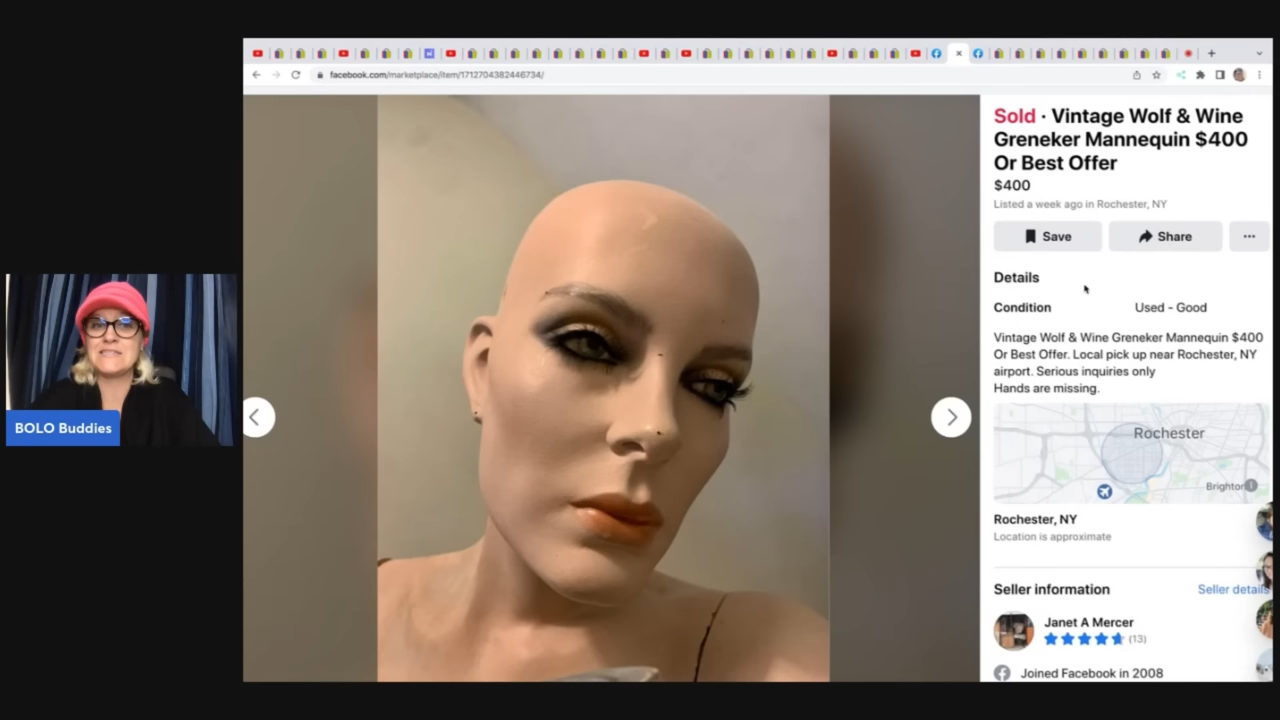 facebook.com/marketplace/item/1712704382446734/
Sold · Vintage Wolf & Wine
Greneker Mannequin $400
Or Best Offer
$400
Listed a week ago in Rochester, NY
Save
Share
Details
Condition
Used - Good
Vintage Wolf & Wine Greneker Mannequin $400
Or Best Offer. Local pick up near Rochester, NY
airport. Serious inquiries only
Hands are missing.
BOLO Buddies
Rochester
Brighton
Rochester, NY
Location is approximate
Seller information
Seller details
Janet A Mercer
(13)
Joined Facebook in 2008